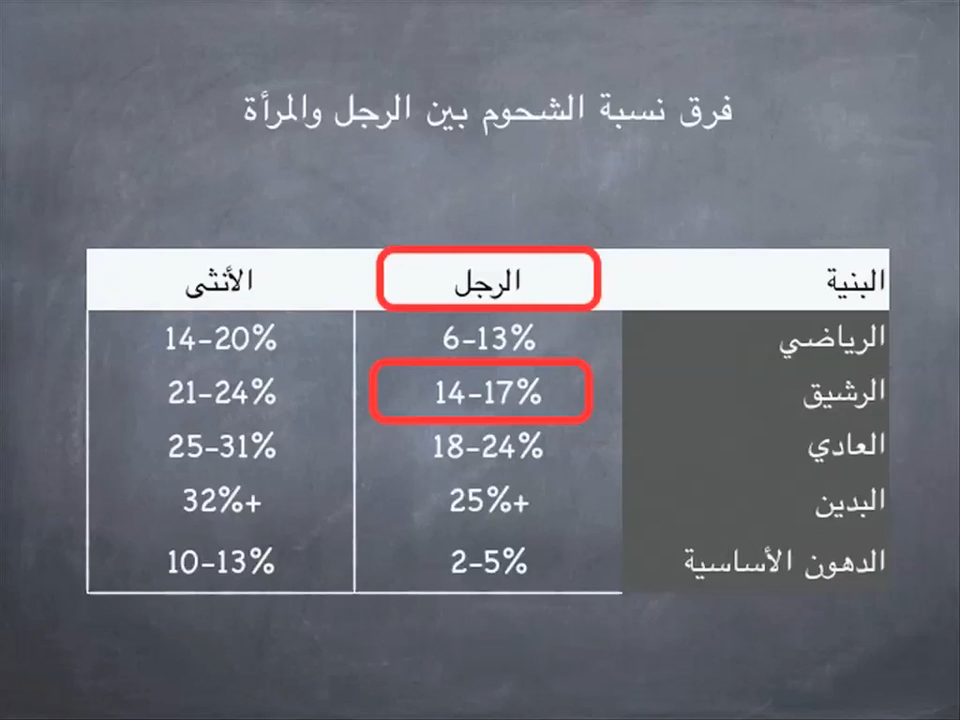 فرق نسبة الشحوم بين الرجل والمرأة
البنية الرجل الأنثى
الرياضي 6-13% 14-20%
الرشيق 14-17% 21-24%
العادي 18-24% 25-31%
البدين 25%+ 32%+
الدهون الأساسية 2-5% 10-13%